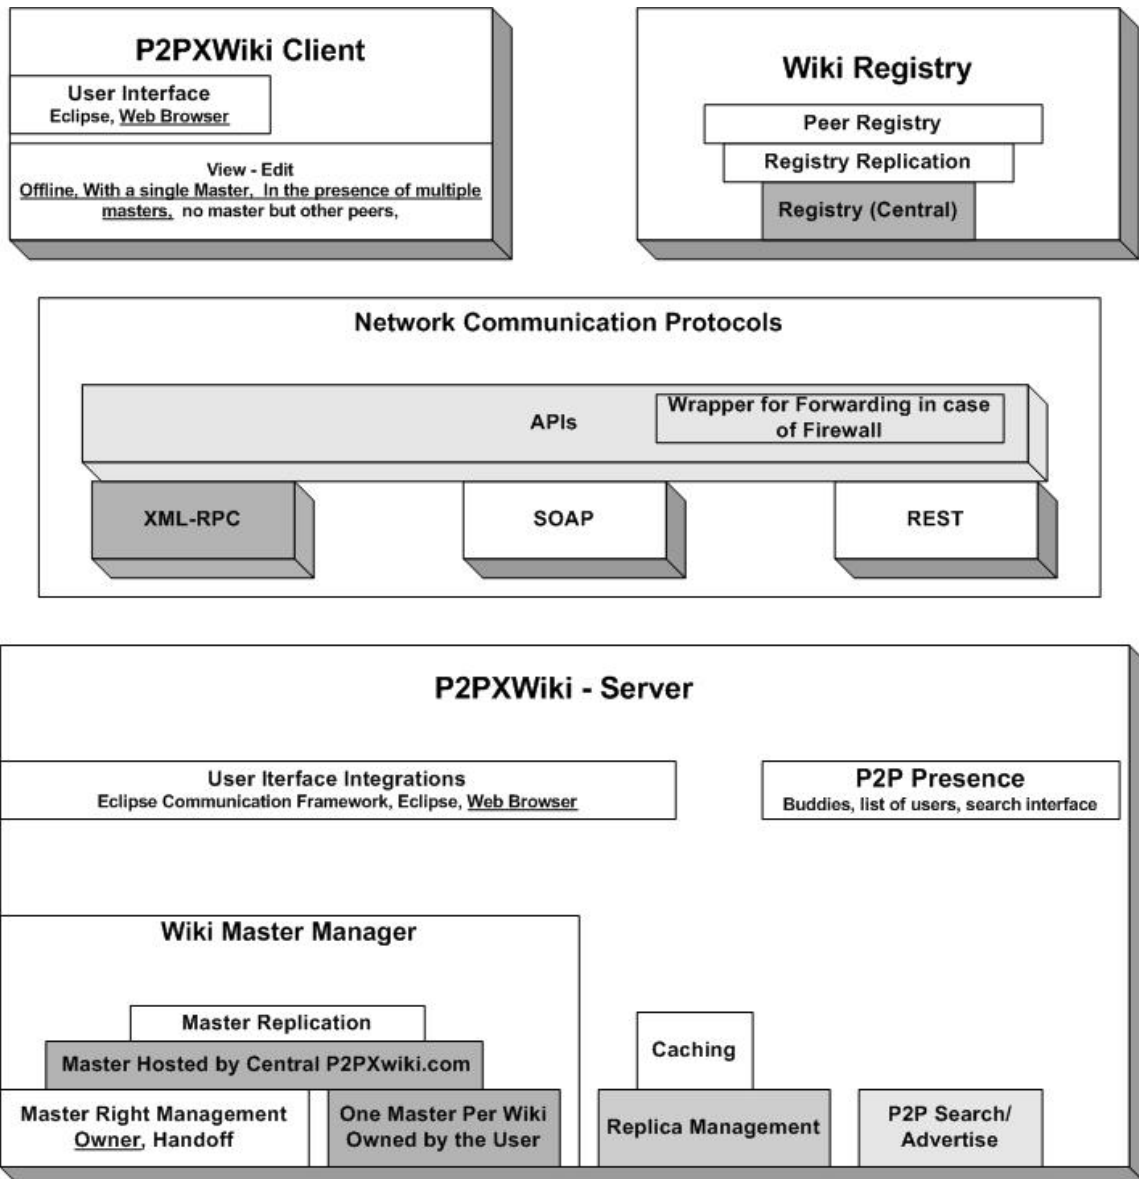 P2PXWiki Client
User Interface
Eclipse, Web Browser
View - Edit
Offline, With a single Master,  In the presence of multiple
masters,  no master but other peers,
Wiki Registry
Peer Registry
Registry Replication
Registry (Central)
Network Communication Protocols
APIs
Wrapper for Forwarding in case
of Firewall
XML-RPC
SOAP
REST
P2PXWiki - Server
User Iterface Integrations
Eclipse Communication Framework, Eclipse, Web Browser
P2P Presence
Buddies, list of users, search interface
Wiki Master Manager
Master Replication
Master Hosted by Central P2PXwiki.com
Master Right Management
Owner, Handoff
One Master Per Wiki
Owned by the User
Caching
Replica Management
P2P Search/
Advertise